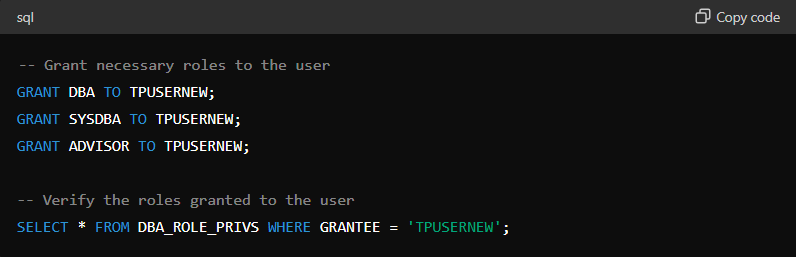 sql
Copy code
-- Grant necessary roles to the user
GRANT DBA TO TPUSERNEW;
GRANT SYSDBA TO TPUSERNEW;
GRANT ADVISOR TO TPUSERNEW;
-- Verify the roles granted to the user
SELECT * FROM DBA_ROLE_PRIVS WHERE GRANTEE = 'TPUSERNEW';